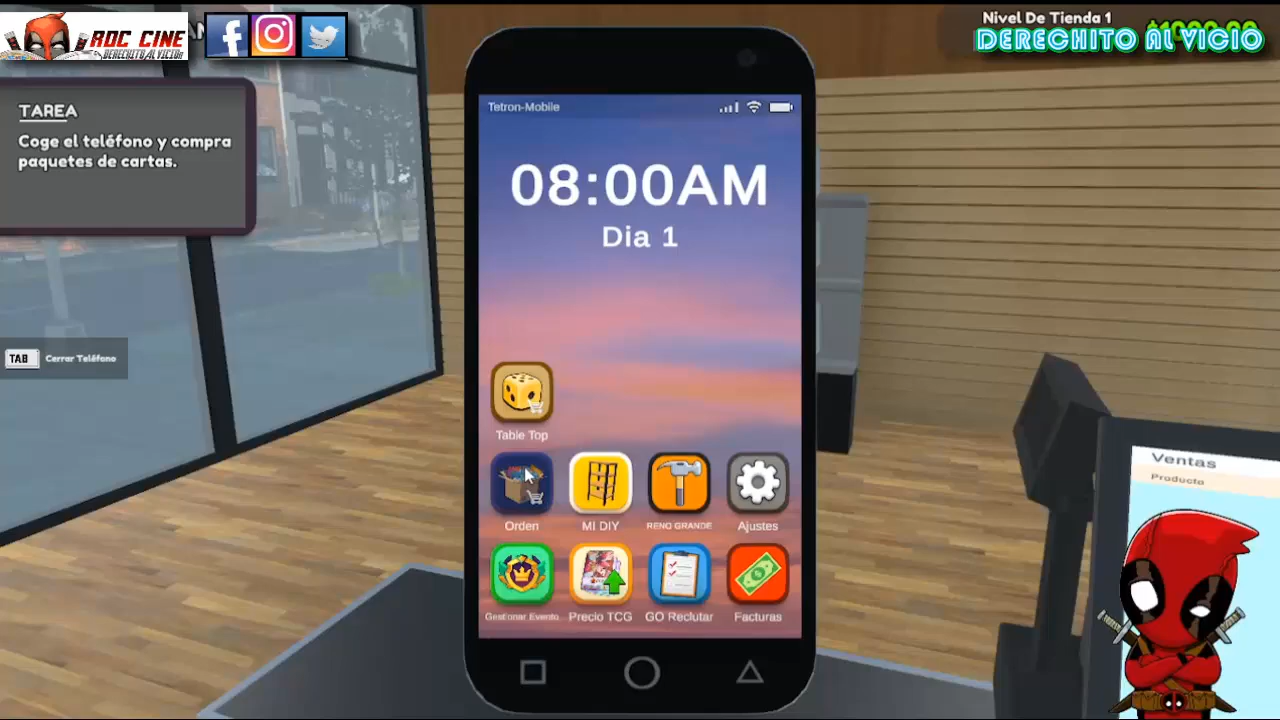 ROC CINE
DERECHITO AL VICIO
Nivel De Tienda 1
DERECHITO AL VICIO
TAREA
Coge el teléfono y compra
paquetes de cartas.
TAB Cerrar Teléfono
Tetron-Mobile
08:00AM
Dia 1
Table Top
Orden
MI DIY
RENO GRANDE
Ajustes
Gestionar Evento
Precio TCG
GO Reclutar
Facturas
Ventas
Producto